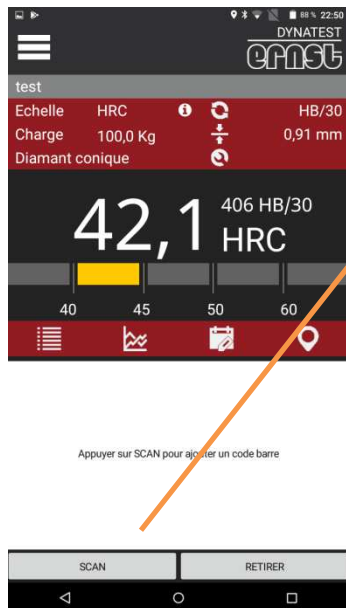 68 % 22:50
DYNATEST
ernst
test
Echelle HRC HB/30
Charge 100,0 Kg 0,91 mm
Diamant conique
42,1 406 HB/30
HRC
40 45 50 60
Appuyer sur SCAN pour ajouter un code barre
SCAN RETIRER